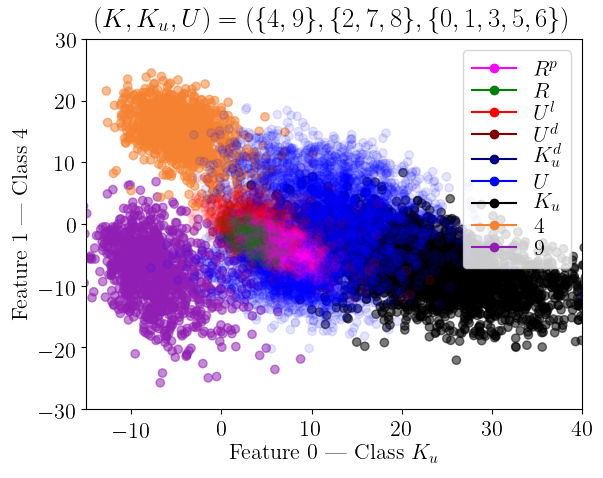 (K, K_u, U) = ({4, 9}, {2, 7, 8}, {0, 1, 3, 5, 6})
30
20
10
0
−10
−20
−30
Feature 1 — Class 4
R^p
R
U^l
U^d
K_u^d
U
K_u
4
9
−10
0
10
20
30
40
Feature 0 — Class K_u